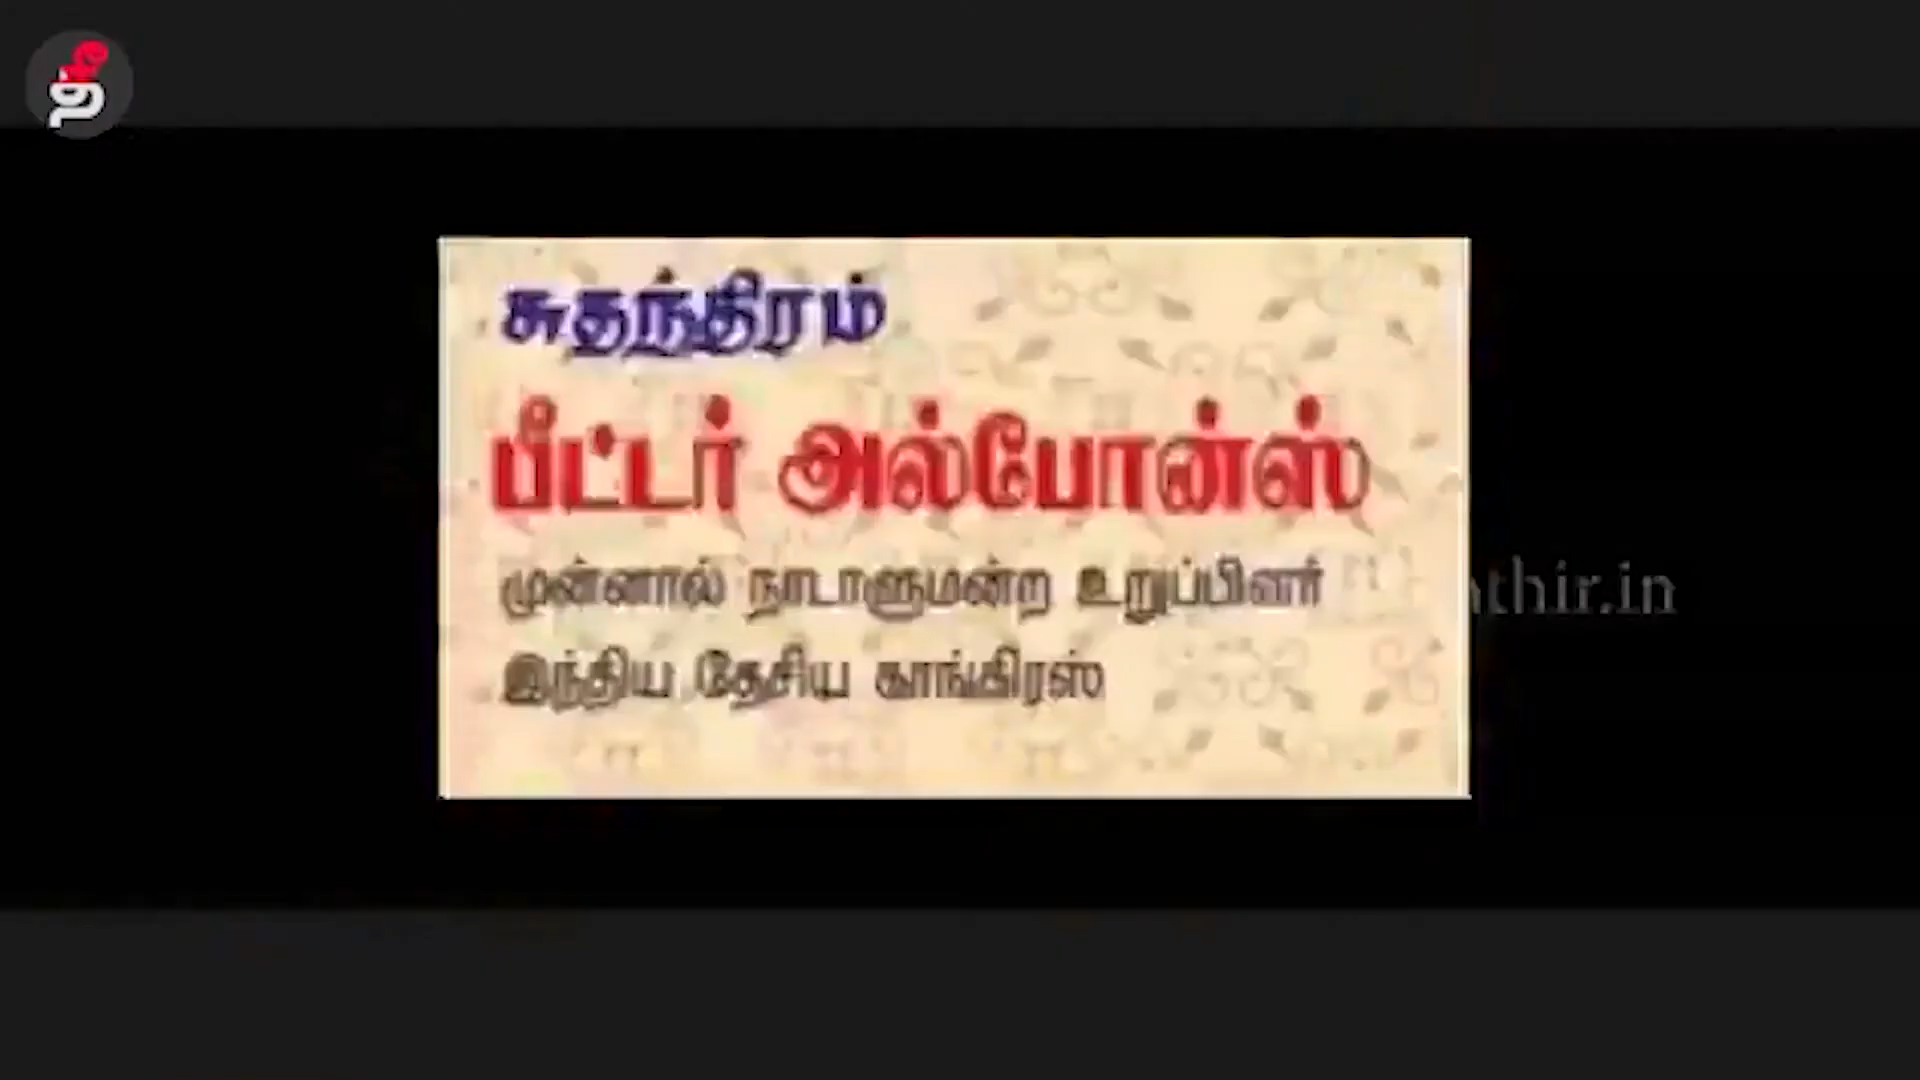 சுதந்திரம்
பீட்டர் அல்போன்ஸ்
முன்னால் நாடாளுமன்ற உறுப்பினர்
இந்திய தேசிய காங்கிரஸ்